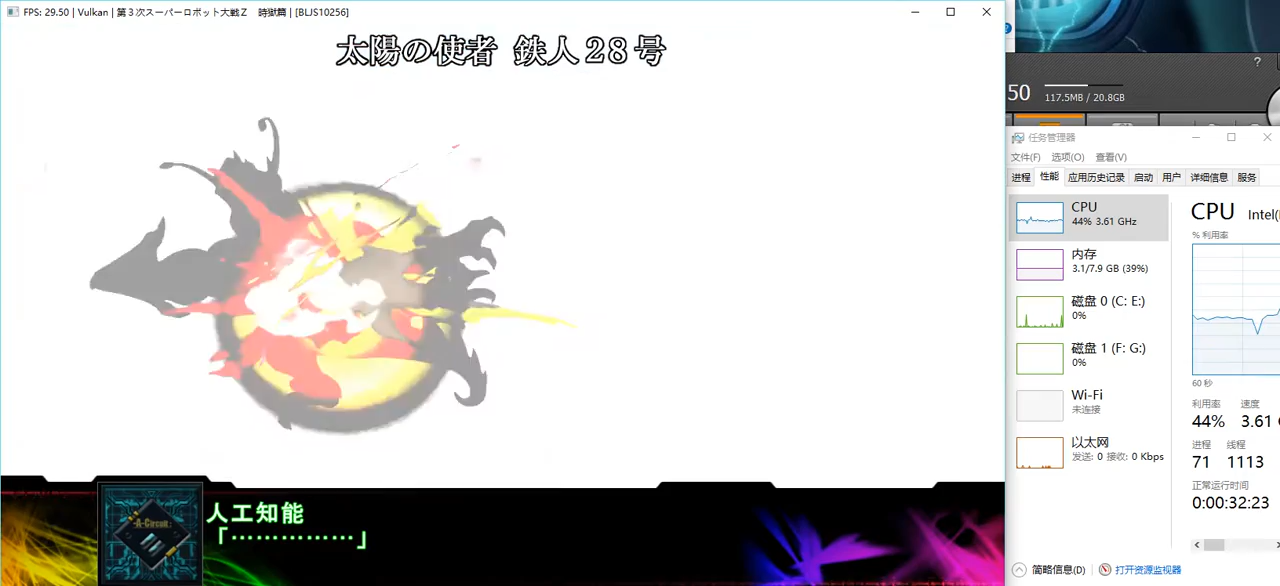 FPS: 29.50 | Vulkan | 第３次スーパーロボット大戦Ｚ　時獄篇 | [BLJS10256]
太陽の使者 鉄人２８号
-A-Circuit-
人工知能
「……………」
?
50
117.5MB / 20.8GB
任务管理器
文件(F) 选项(O) 查看(V)
进程 性能 应用历史记录 启动 用户 详细信息 服务
CPU
44% 3.61 GHz
内存
3.1/7.9 GB (39%)
磁盘 0 (C: E:)
0%
磁盘 1 (F: G:)
0%
Wi-Fi
未连接
以太网
发送: 0 接收: 0 Kbps
CPU Intel(
% 利用率
60 秒
利用率 速度
44% 3.61
进程 线程
71 1113
正常运行时间
0:00:32:23
简略信息(D) 打开资源监视器